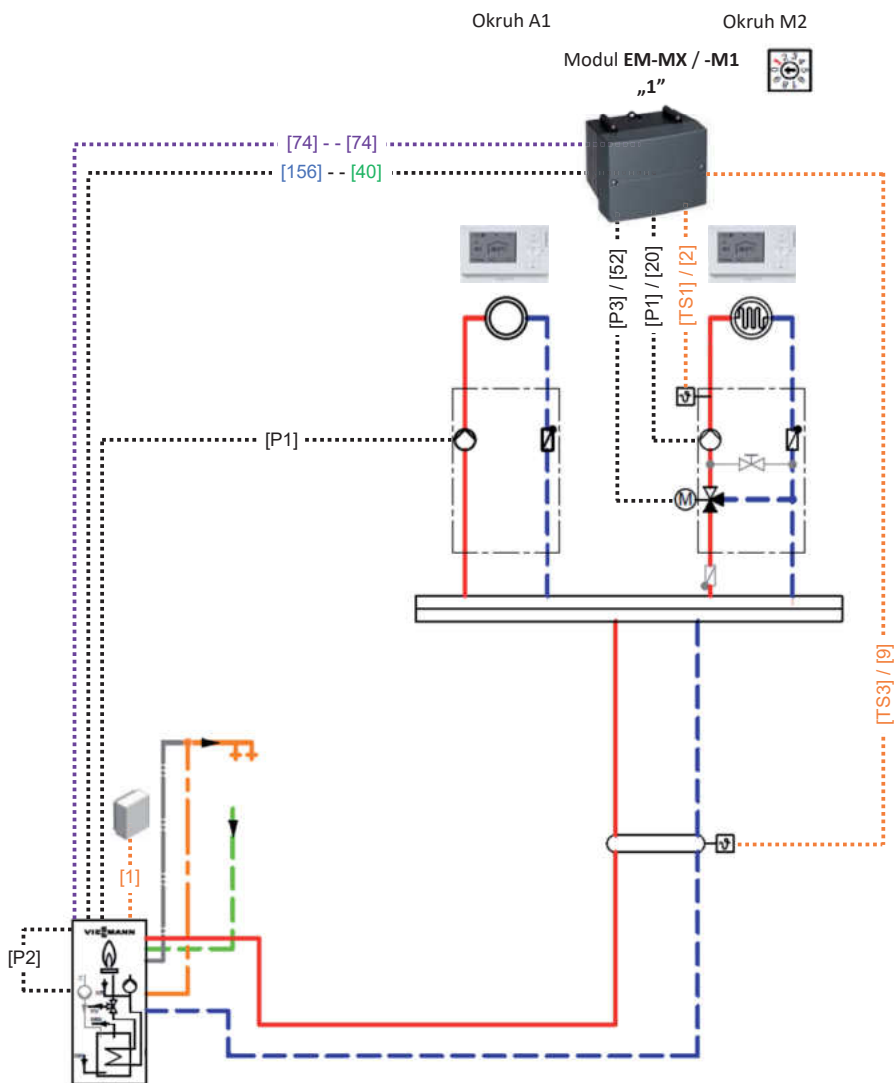 Okruh A1
Okruh M2
Modul EM-MX / -M1
„1”
[74] - - [74]
[156] - - [40]
[P3] / [52]
[P1] / [20]
[TS1] / [2]
[P1]
M
[TS3] / [9]
[1]
VIESMANN
[P2]